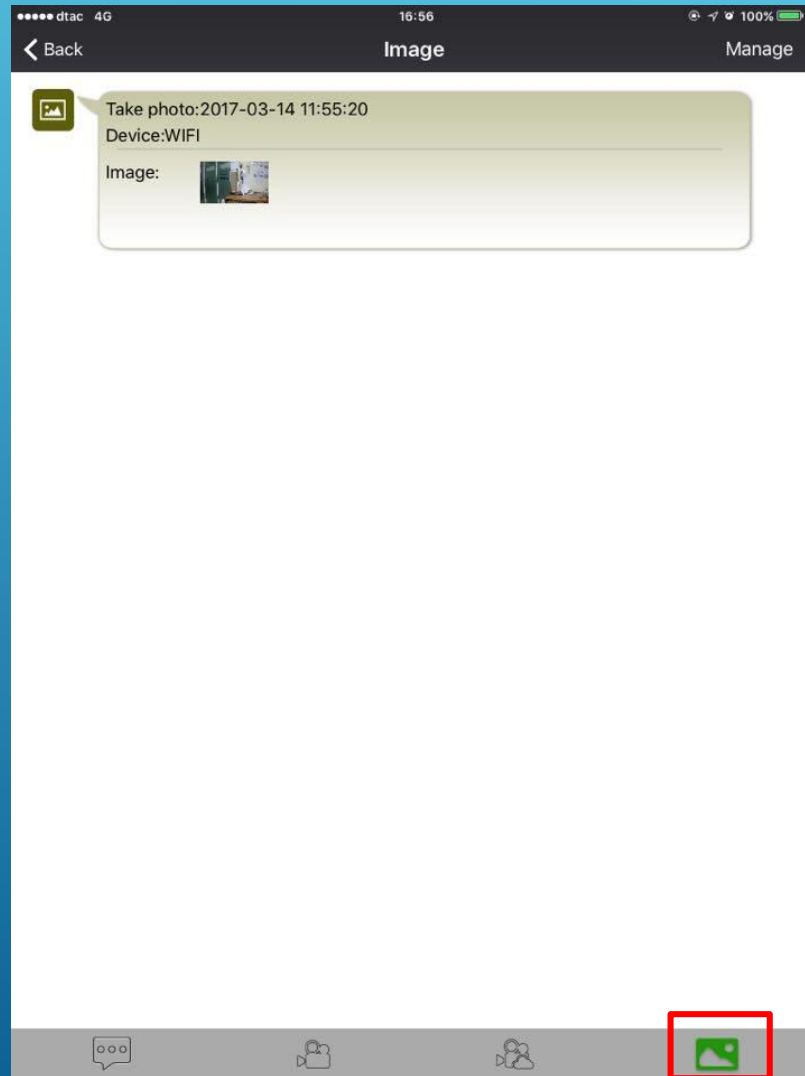 dtac 4G 16:56 100%
Back Image Manage
Take photo:2017-03-14 11:55:20
Device:WIFI
Image: